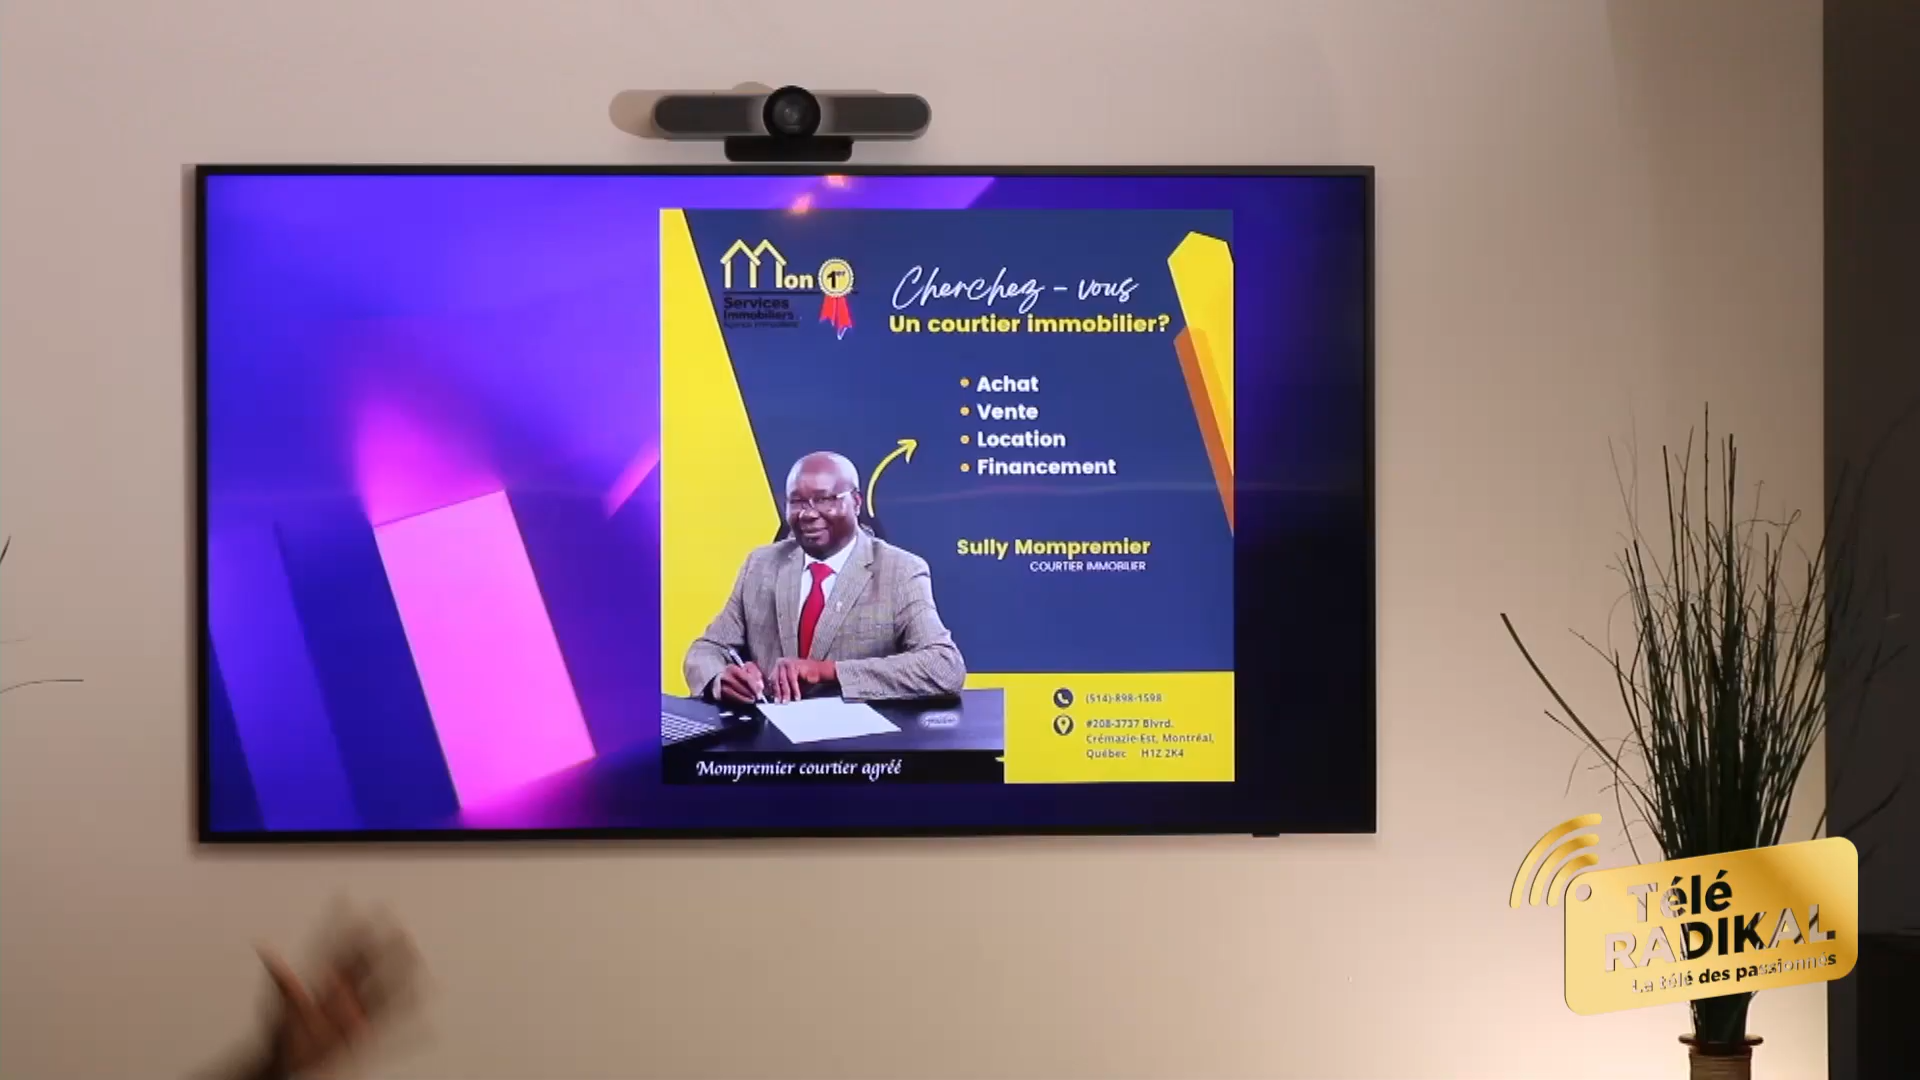 Mon 1er
Services
Immobiliers
Cherchez - vous
Un courtier immobilier?
• Achat
• Vente
• Location
• Financement
Sully Mompremier
COURTIER IMMOBILIER
(514)-898-1598
#208-3737 Blvrd.
Crémazie-Est, Montréal,
Québec H1Z 2K4
Mompremier courtier agréé
Télé
RADIKAL
La télé des passionnés